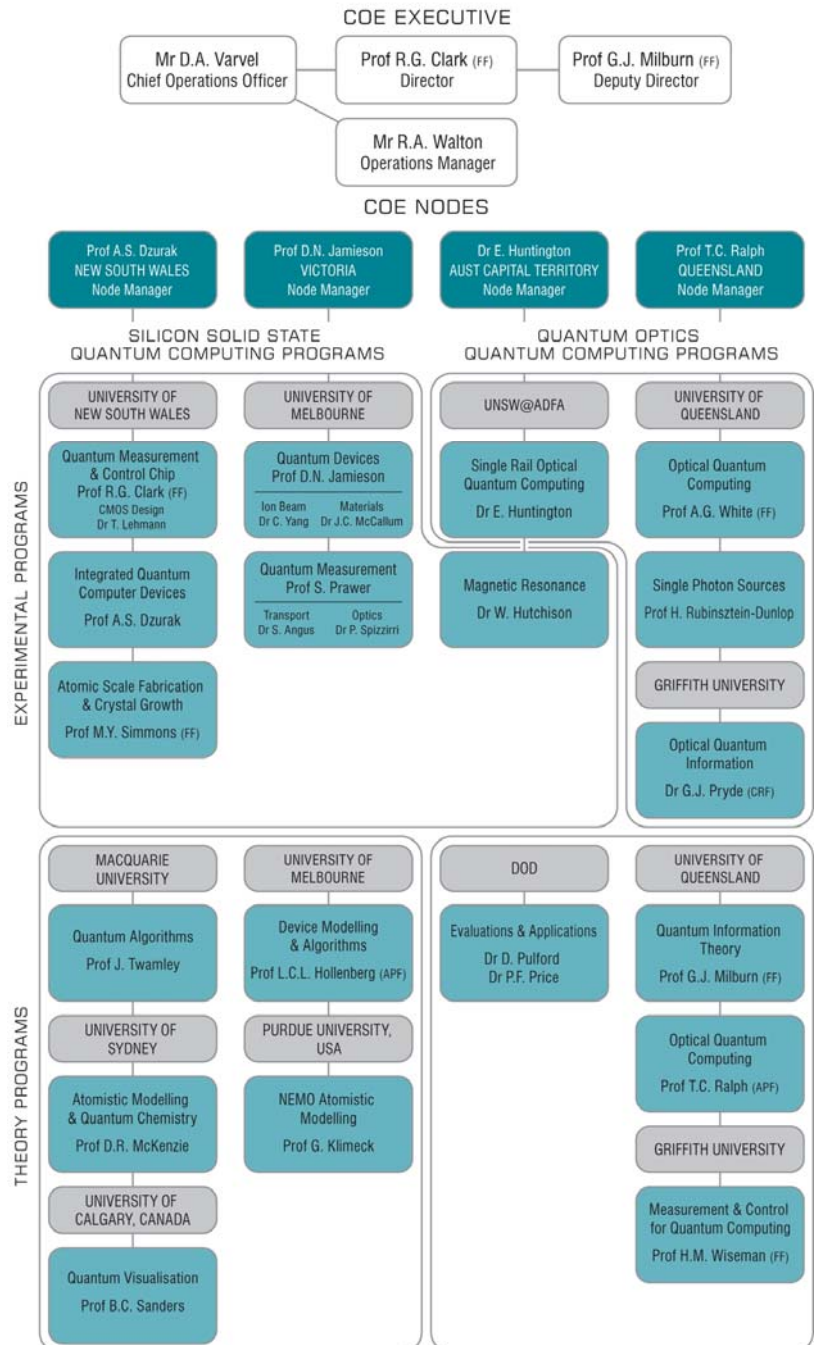 COE EXECUTIVE
Mr D.A. Varvel
Chief Operations Officer
Prof R.G. Clark (FF)
Director
Prof G.J. Milburn (FF)
Deputy Director
Mr R.A. Walton
Operations Manager
COE NODES
Prof A.S. Dzurak
NEW SOUTH WALES
Node Manager
Prof D.N. Jamieson
VICTORIA
Node Manager
Dr E. Huntington
AUST CAPITAL TERRITORY
Node Manager
Prof T.C. Ralph
QUEENSLAND
Node Manager
SILICON SOLID STATE
QUANTUM COMPUTING PROGRAMS
QUANTUM OPTICS
QUANTUM COMPUTING PROGRAMS
EXPERIMENTAL PROGRAMS
UNIVERSITY OF
NEW SOUTH WALES
Quantum Measurement
& Control Chip
Prof R.G. Clark (FF)
CMOS Design
Dr T. Lehmann
Integrated Quantum
Computer Devices
Prof A.S. Dzurak
Atomic Scale Fabrication
& Crystal Growth
Prof M.Y. Simmons (FF)
UNIVERSITY OF
MELBOURNE
Quantum Devices
Prof D.N. Jamieson
Ion Beam
Dr C. Yang
Materials
Dr J.C. McCallum
Quantum Measurement
Prof S. Prawer
Transport
Dr S. Angus
Optics
Dr P. Spizzirri
UNSW@ADFA
Single Rail Optical
Quantum Computing
Dr E. Huntington
Magnetic Resonance
Dr W. Hutchison
UNIVERSITY OF
QUEENSLAND
Optical Quantum
Computing
Prof A.G. White (FF)
Single Photon Sources
Prof H. Rubinsztein-Dunlop
GRIFFITH UNIVERSITY
Optical Quantum
Information
Dr G.J. Pryde (CRF)
THEORY PROGRAMS
MACQUARIE
UNIVERSITY
Quantum Algorithms
Prof J. Twamley
UNIVERSITY OF
SYDNEY
Atomistic Modelling
& Quantum Chemistry
Prof D.R. McKenzie
UNIVERSITY OF
CALGARY, CANADA
Quantum Visualisation
Prof B.C. Sanders
UNIVERSITY OF
MELBOURNE
Device Modelling
& Algorithms
Prof L.C.L. Hollenberg (APF)
PURDUE UNIVERSITY,
USA
NEMO Atomistic
Modelling
Prof G. Klimeck
DOD
Evaluations & Applications
Dr D. Pulford
Dr P.F. Price
UNIVERSITY OF
QUEENSLAND
Quantum Information
Theory
Prof G.J. Milburn (FF)
Optical Quantum
Computing
Prof T.C. Ralph (APF)
GRIFFITH UNIVERSITY
Measurement & Control
for Quantum Computing
Prof H.M. Wiseman (FF)